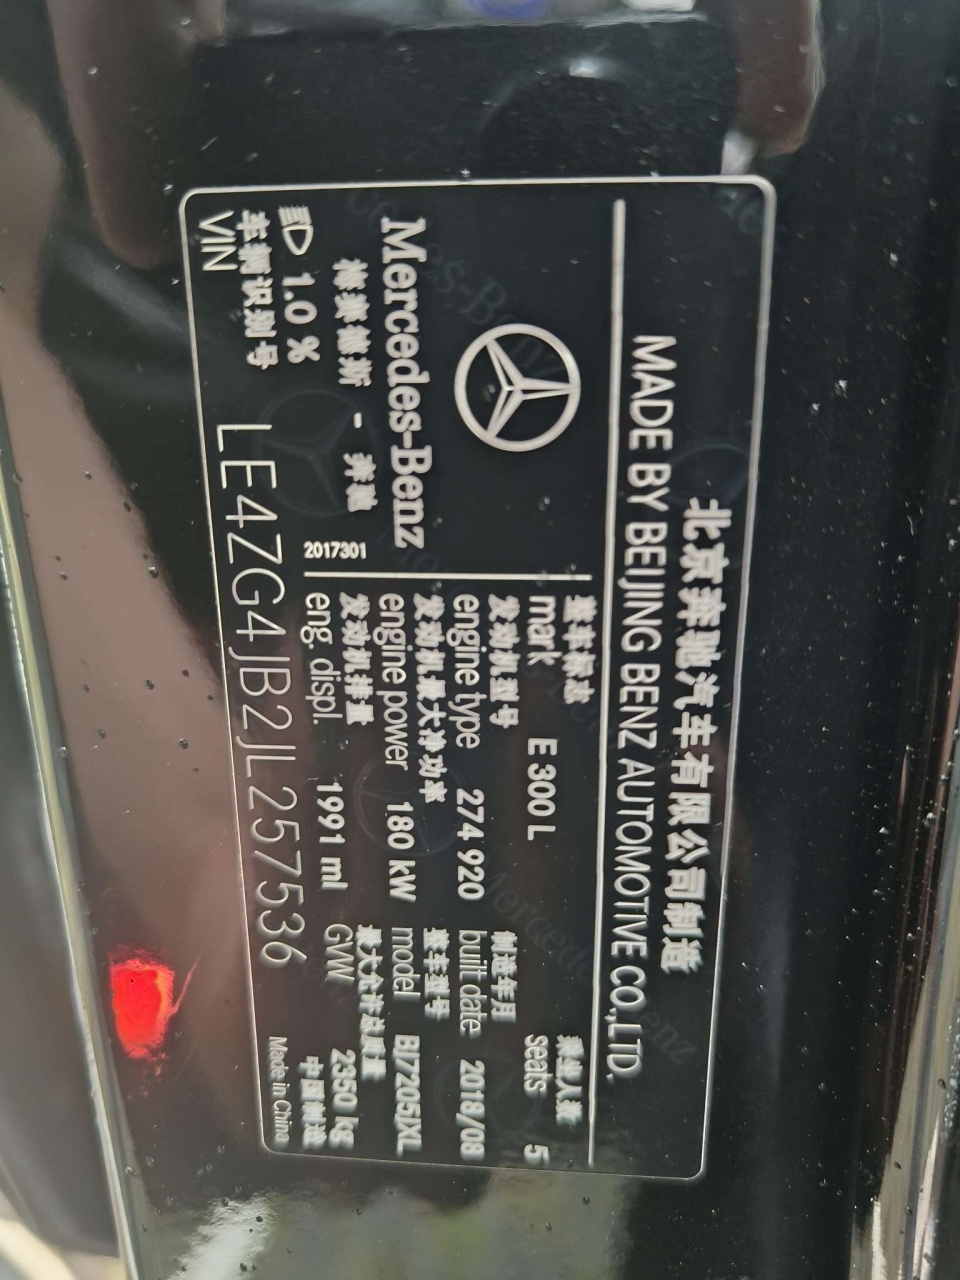 北京奔驰汽车有限公司制造
MADE BY BEIJING BENZ AUTOMOTIVE CO.,LTD.
Mercedes-Benz
梅赛德斯 - 奔驰
1.0 %
2017301
整车标志
mark E 300 L
乘坐人数
seats 5
发动机型号
engine type 274 920
制造年月
built date 2018/08
发动机最大净功率
engine power 180 kW
整车型号
model BJ7205JXL
发动机排量
eng. displ. 1991 ml
最大允许总质量
GVW 2350 kg
车辆识别号
VIN LE4ZG4JB2JL257536
中国制造
Made in China